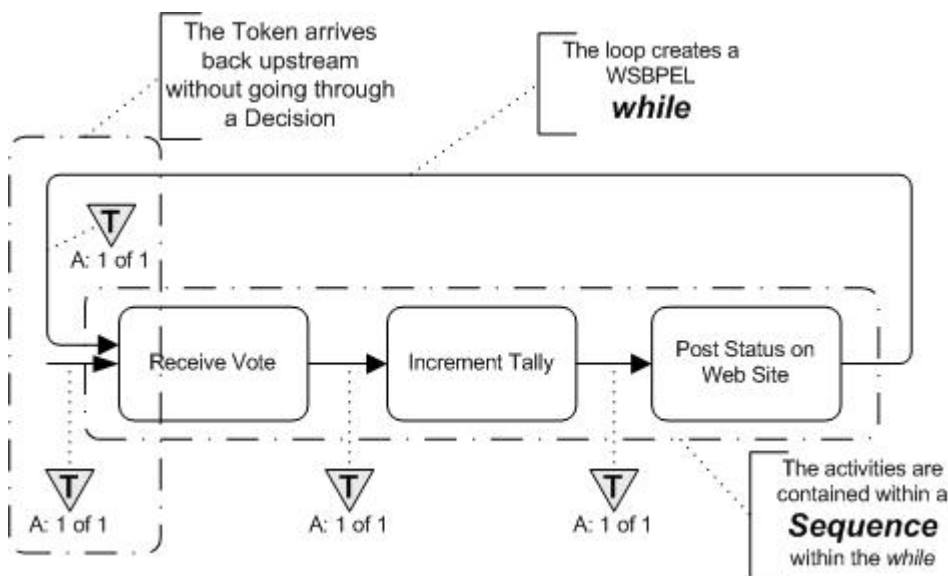 The Token arrives
back upstream
without going through
a Decision
The loop creates a
WSBPEL
while
T
A: 1 of 1
Receive Vote
Increment Tally
Post Status on
Web Site
T
A: 1 of 1
T
A: 1 of 1
T
A: 1 of 1
The activities are
contained within a
Sequence
within the while